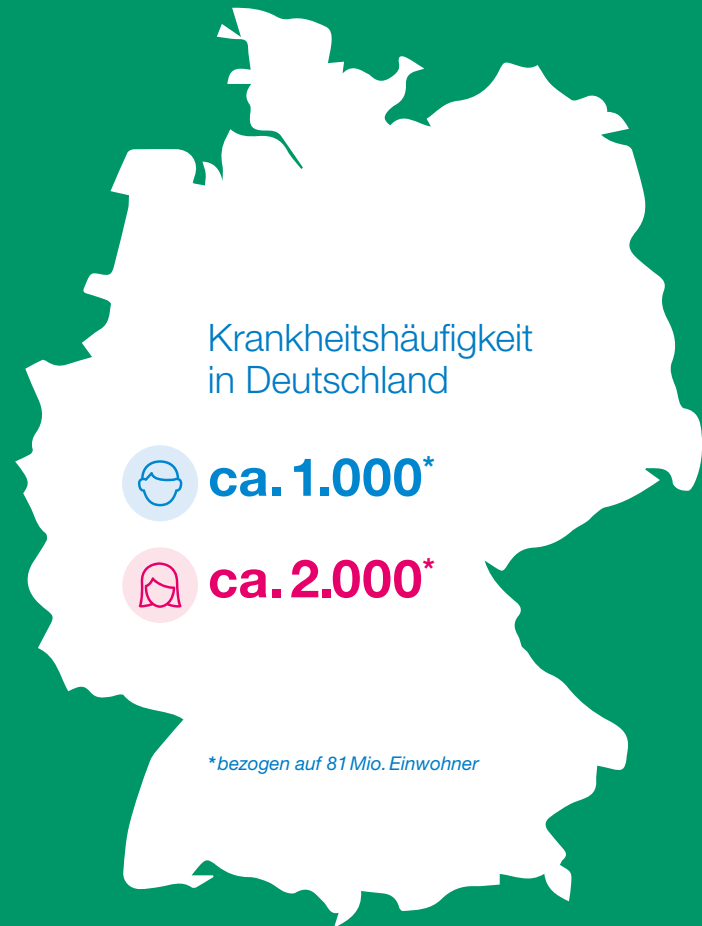 Krankheitshäufigkeit
in Deutschland
ca. 1.000*
ca. 2.000*
*bezogen auf 81 Mio. Einwohner